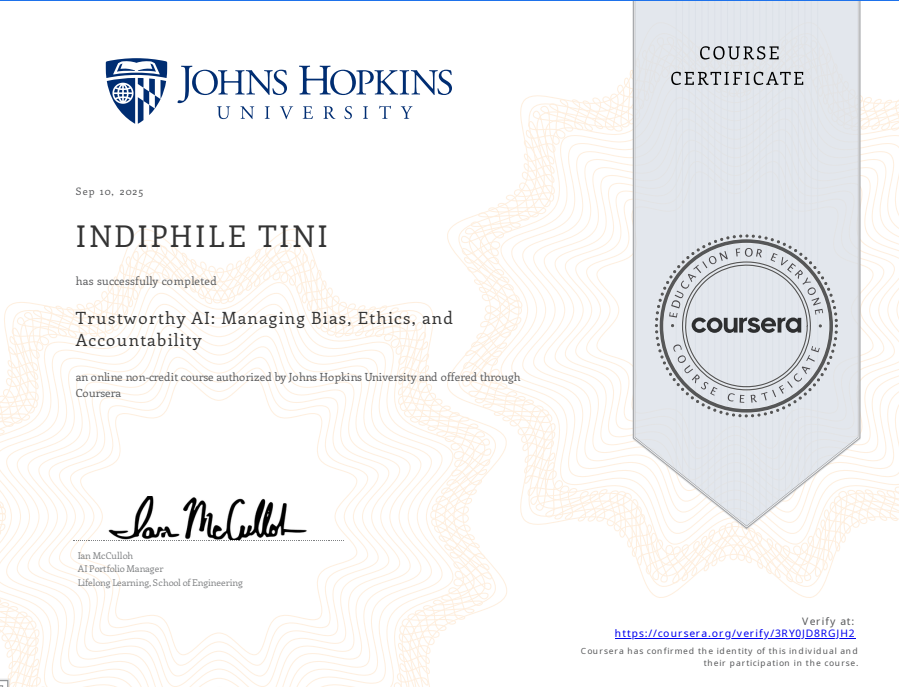 JOHNS HOPKINS
UNIVERSITY
COURSE
CERTIFICATE
Sep 10, 2025
INDIPHILE TINI
has successfully completed
Trustworthy AI: Managing Bias, Ethics, and
Accountability
an online non-credit course authorized by Johns Hopkins University and offered through
Coursera
EDUCATION FOR EVERYONE
coursera
COURSE CERTIFICATE
Ian McCulloh
Ian McCulloh
AI Portfolio Manager
Lifelong Learning, School of Engineering
Verify at:
https://coursera.org/verify/3RY0JD8RGJH2
Coursera has confirmed the identity of this individual and
their participation in the course.